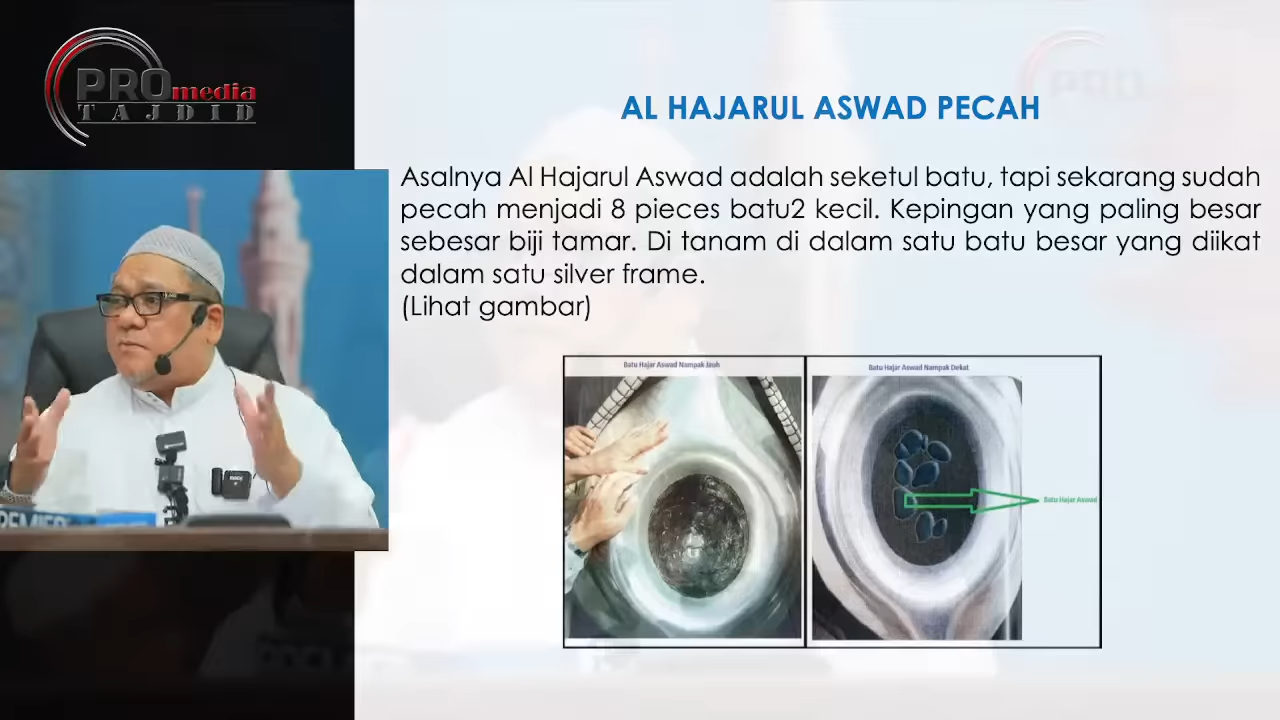 PROmedia
TAJDID
AL HAJARUL ASWAD PECAH
Asalnya Al Hajarul Aswad adalah seketul batu, tapi sekarang sudah
pecah menjadi 8 pieces batu2 kecil. Kepingan yang paling besar
sebesar biji tamar. Di tanam di dalam satu batu besar yang diikat
dalam satu silver frame.
(Lihat gambar)
Batu Hajar Aswad Nampak Jauh
Batu Hajar Aswad Nampak Dekat
Batu Hajar Aswad